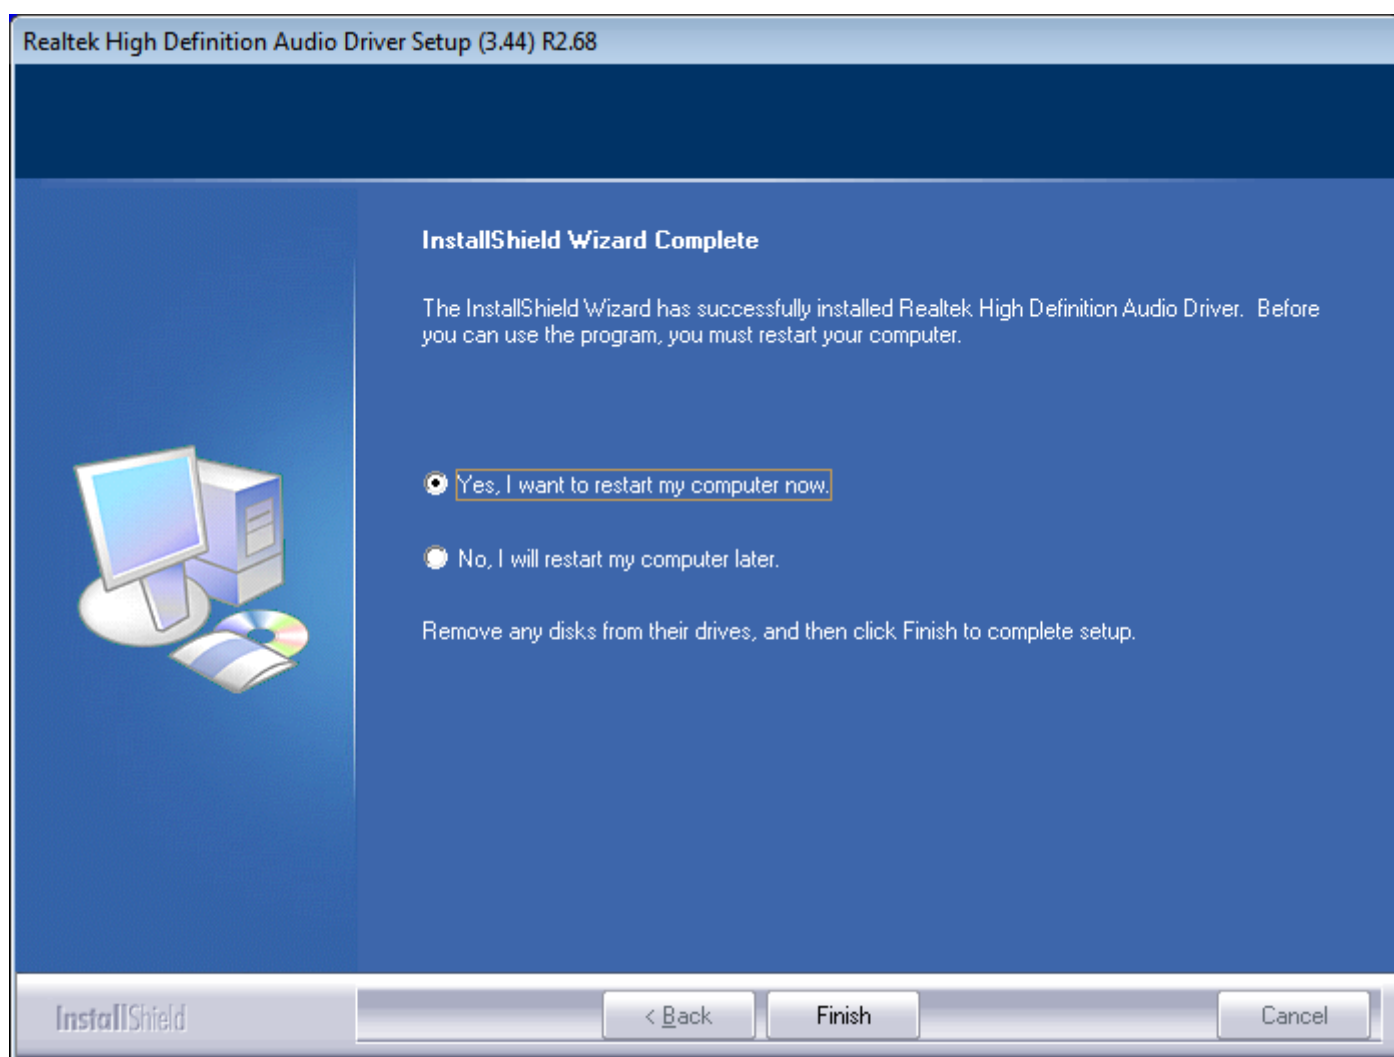 Realtek High Definition Audio Driver Setup (3.44) R2.68
InstallShield Wizard Complete
The InstallShield Wizard has successfully installed Realtek High Definition Audio Driver.  Before
you can use the program, you must restart your computer.
Yes, I want to restart my computer now.
No, I will restart my computer later.
Remove any disks from their drives, and then click Finish to complete setup.
InstallShield
< Back
Finish
Cancel